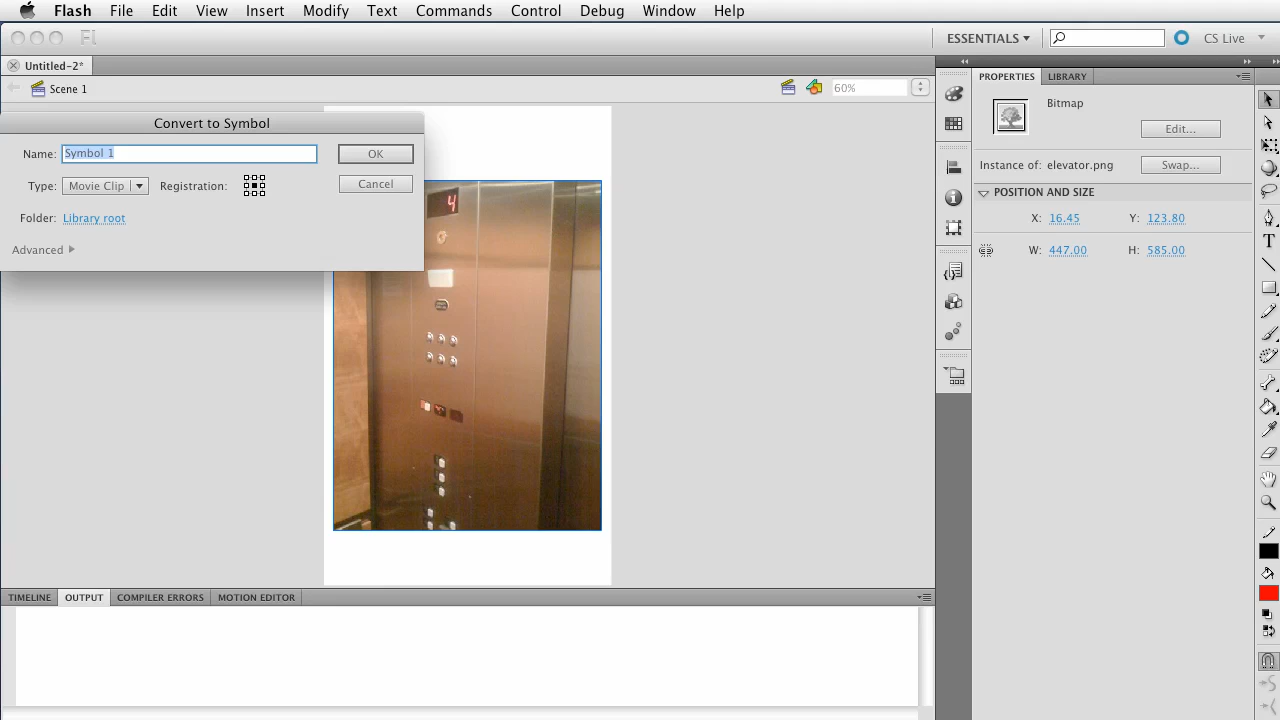 Flash File Edit View Insert Modify Text Commands Control Debug Window Help
Fl ESSENTIALS CS Live
Untitled-2*
Scene 1 60%
PROPERTIES LIBRARY
Bitmap
Edit...
Instance of: elevator.png Swap...
POSITION AND SIZE
X: 16.45 Y: 123.80
W: 447.00 H: 585.00
Convert to Symbol
Name: Symbol 1 OK
Type: Movie Clip Registration: Cancel
Folder: Library root
Advanced
4
TIMELINE OUTPUT COMPILER ERRORS MOTION EDITOR